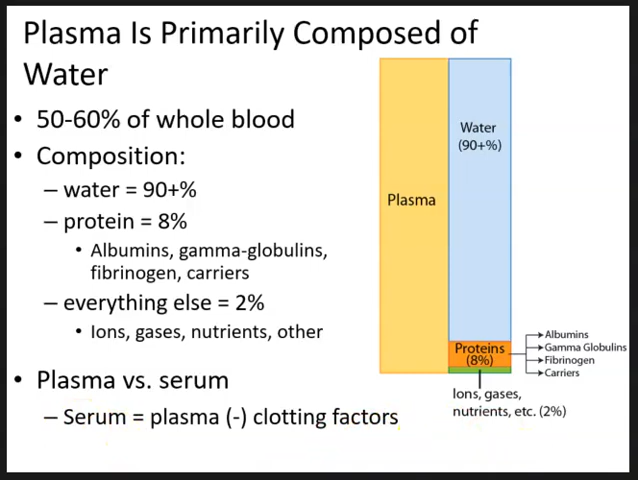 Plasma Is Primarily Composed of
Water
• 50-60% of whole blood
• Composition:
– water = 90+%
– protein = 8%
• Albumins, gamma-globulins,
fibrinogen, carriers
– everything else = 2%
• Ions, gases, nutrients, other
• Plasma vs. serum
– Serum = plasma (-) clotting factors
Plasma
Water
(90+%)
Proteins
(8%)
Albumins
Gamma Globulins
Fibrinogen
Carriers
Ions, gases,
nutrients, etc. (2%)